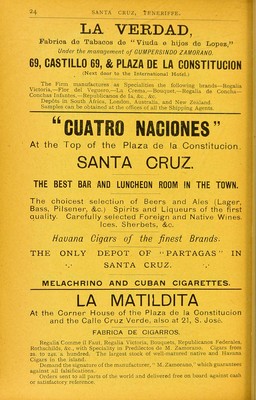 24 SANTA CRUZ, TENERIFFE.
LA VERDAD,
Fabrica de Tabacos de "Viuda e hijos de Lopez,"
Under the management of GUMPERSINDO ZAMORANO.
69, CASTILLO 69, & PLAZA DE LA CONSTITUCION
(Next door to the International Hotel.)
The Firm manufactures as Specialities the following brands—Regalia
Victoria.—Flor del Veguero.—La Crema.—Bouquet.—Regalia de Concha—
Conchas Infantes.—Republicanos de 1a, &c. &c.
Depôts in South Africa, London, Australia, and New Zealand.
Samples can be obtained at the offices of all the Shipping Agents.
"CUATRO NACIONES"
At the Top of the Plaza de la Constitucion.
SANTA CRUZ.
THE BEST BAR AND LUNCHEON ROOM IN THE TOWN.
The choicest selection of Beers and Ales (Lager,
Bass, Pilsener, &c.) Spirits and Liqueurs of the first
quality. Carefully selected Foreign and Native Wines.
Ices, Sherbets, &c.
Havana Cigars of the finest Brands.
THE ONLY DEPOT OF "PARTAGAS" IN
SANTA CRUZ.
MELACHRINO AND CUBAN CIGARETTES.
LA MATILDITA
At the Corner House of the Plaza de la Constitucion
and the Calle Cruz Verde, also at 21, S. José.
FABRICA DE CIGARROS.
Regalia Comme il Faut, Regalia Victoria, Bouquets, Republicanos Federales,
Rothschilds, &c., with Speciality in Predilectos de M. Zamorano. Cigars from
2s. to 12s. a hundred. The largest stock of well-matured native and Havana
Cigars in the island.
Demand the signature of the manufacturer, "M. Zamorano," which guarantees
against all falsifications.
Orders sent to all parts of the world and delivered free on board against cash
or satisfactory reference.